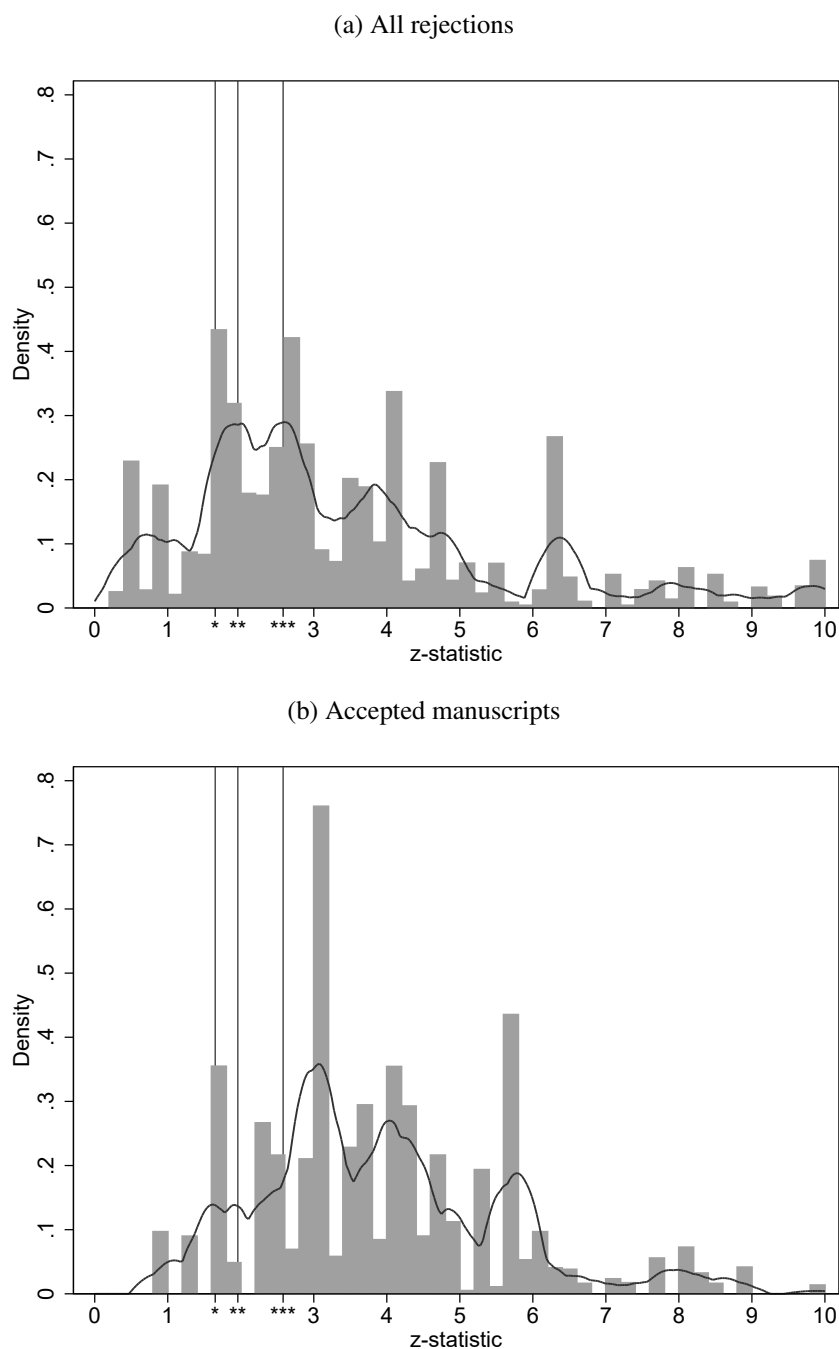 (a) All rejections
.8
.7
.6
.5
.4
.3
.2
.1
0
Density
0 1 * ** *** 3 4 5 6 7 8 9 10
z-statistic
(b) Accepted manuscripts
.8
.7
.6
.5
.4
.3
.2
.1
0
Density
0 1 * ** *** 3 4 5 6 7 8 9 10
z-statistic